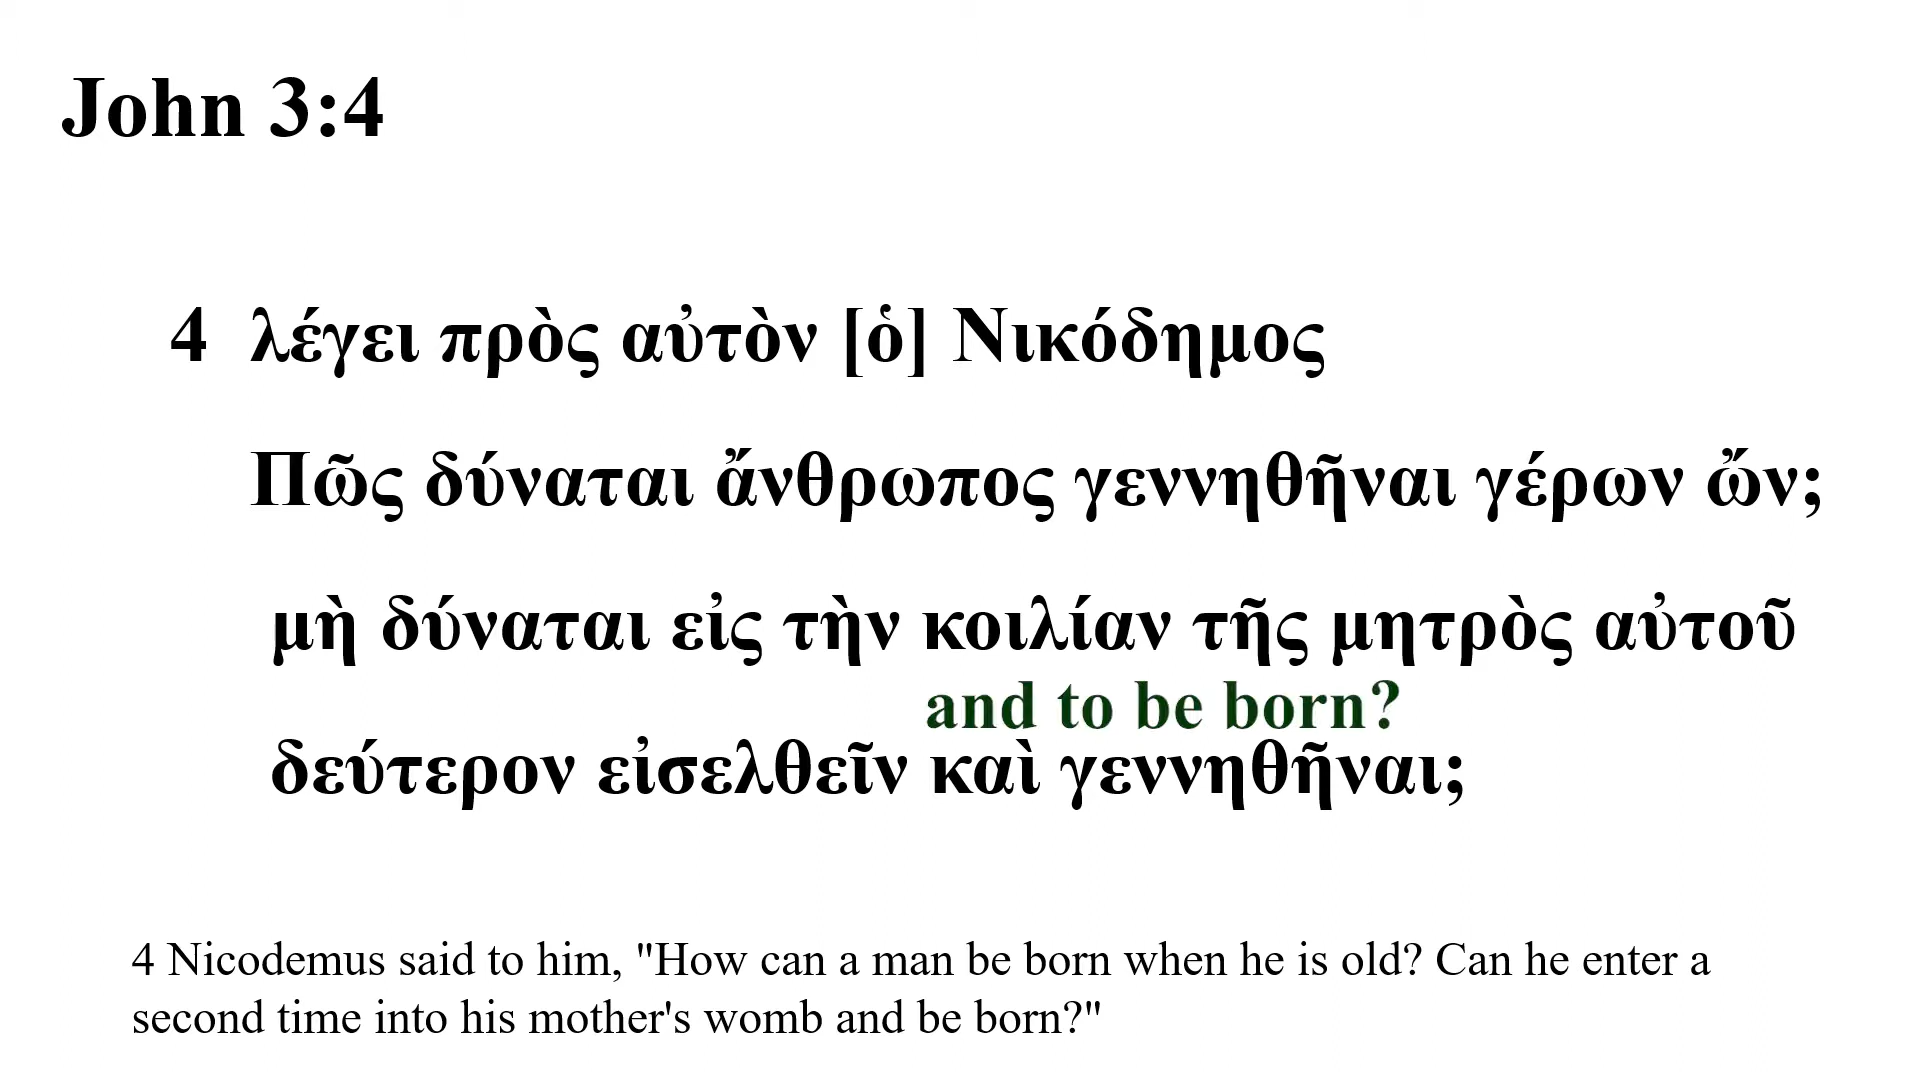 John 3:4
4 λέγει πρὸς αὐτὸν [ὁ] Νικόδημος
Πῶς δύναται ἄνθρωπος γεννηθῆναι γέρων ὤν;
μὴ δύναται εἰς τὴν κοιλίαν τῆς μητρὸς αὐτοῦ
and to be born?
δεύτερον εἰσελθεῖν καὶ γεννηθῆναι;
4 Nicodemus said to him, "How can a man be born when he is old? Can he enter a
second time into his mother's womb and be born?"